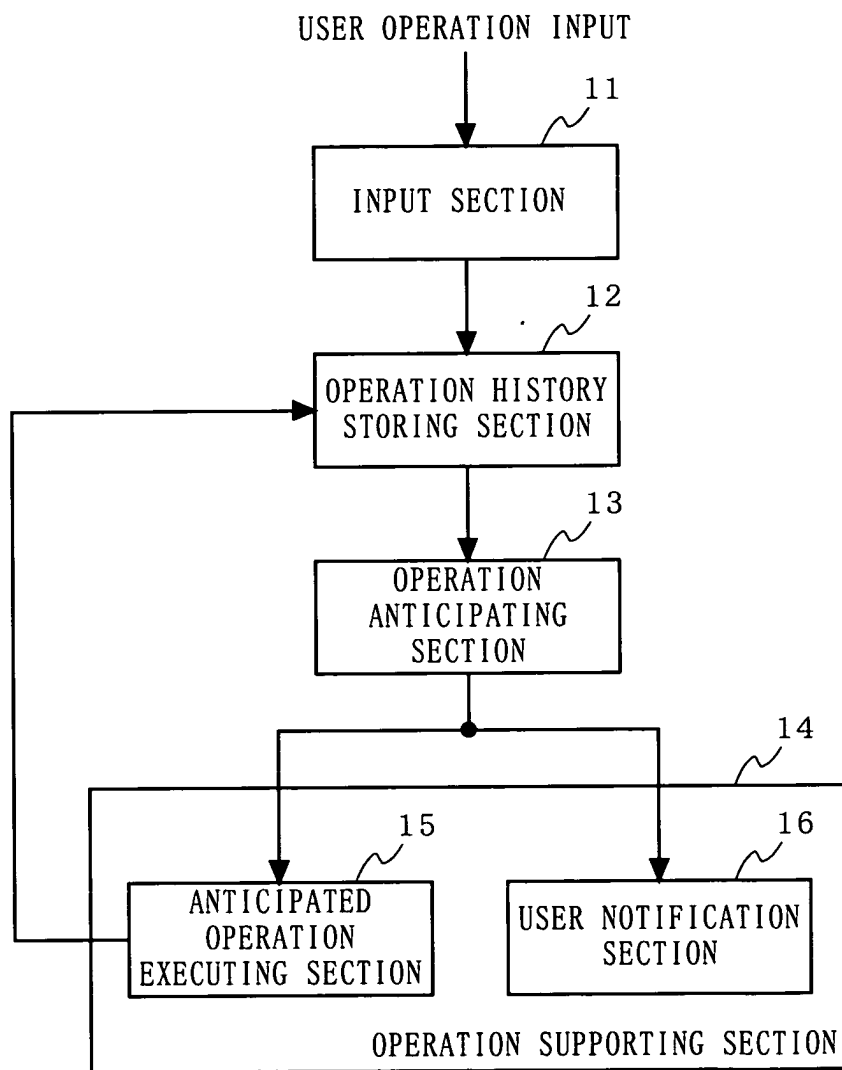 USER OPERATION INPUT
11
INPUT SECTION
12
OPERATION HISTORY
STORING SECTION
13
OPERATION
ANTICIPATING
SECTION
14
15
ANTICIPATED
OPERATION
EXECUTING SECTION
16
USER NOTIFICATION
SECTION
OPERATION SUPPORTING SECTION